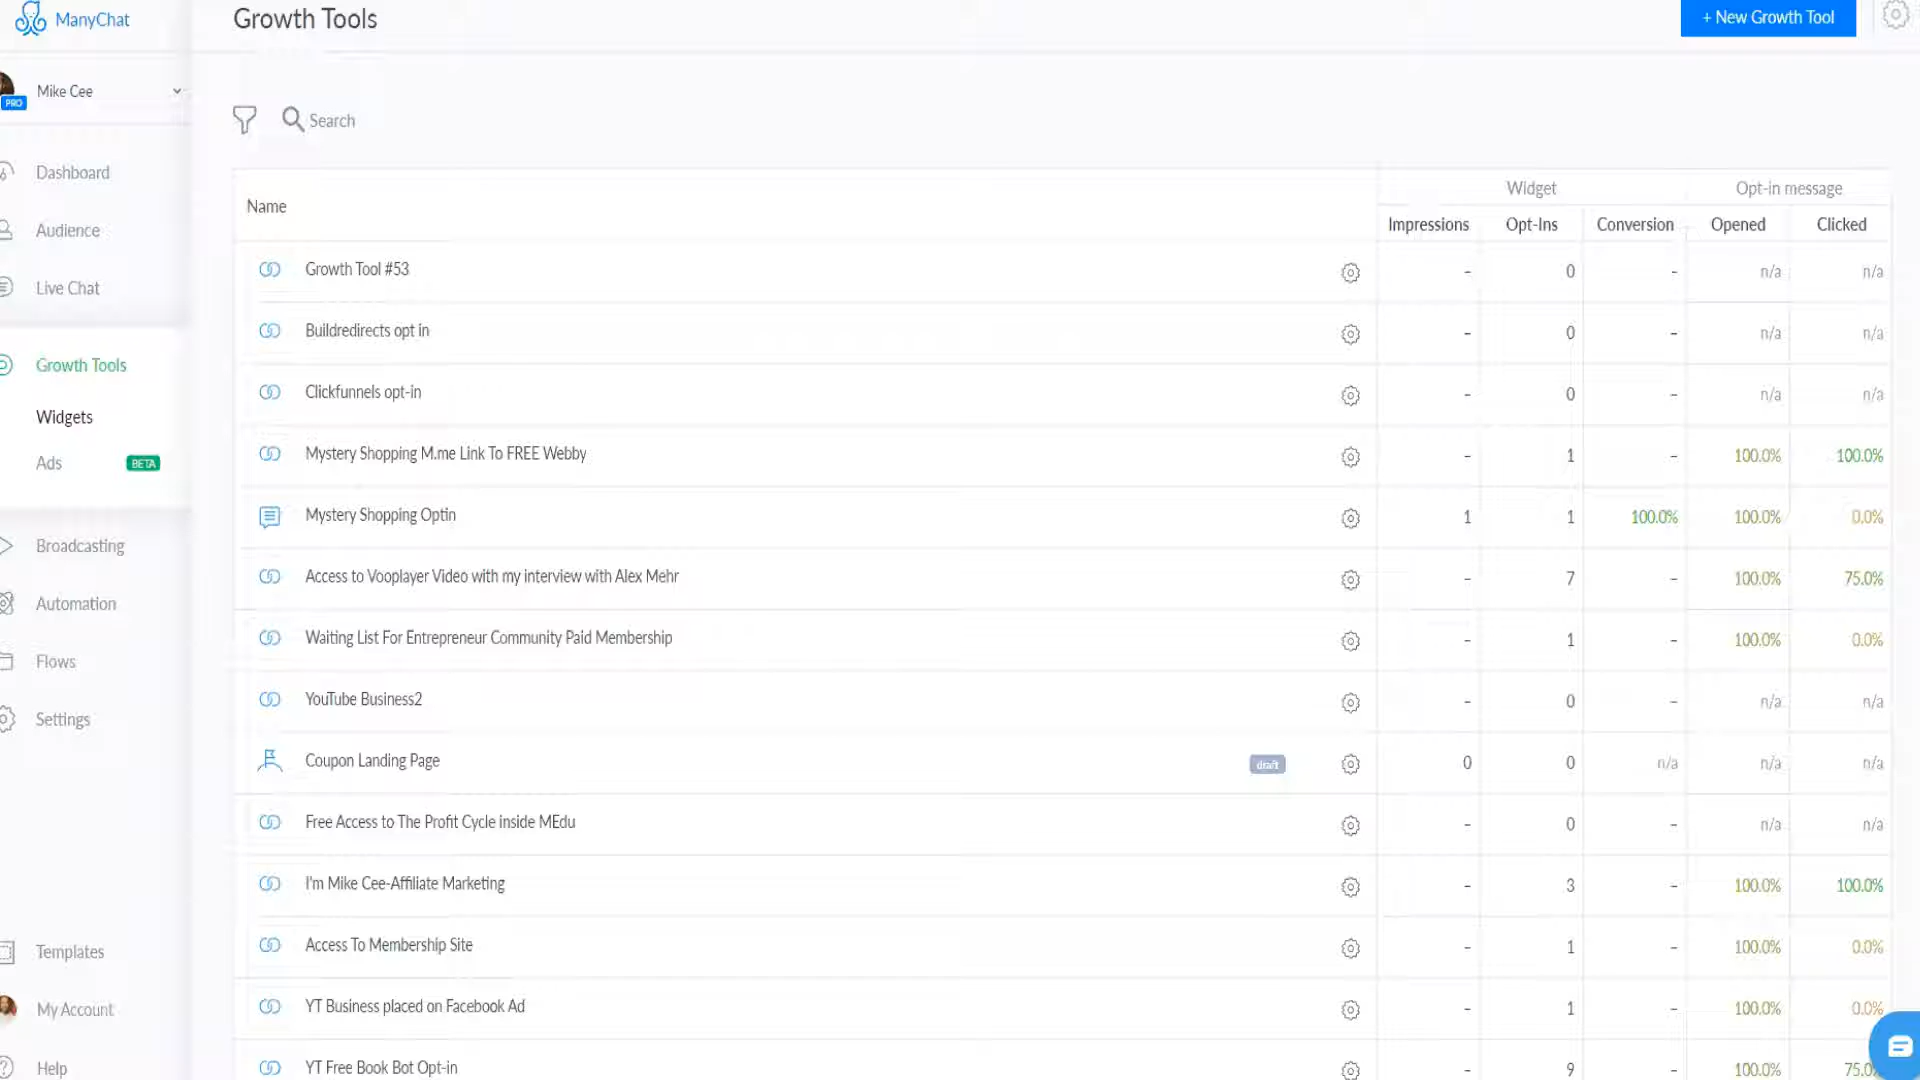 ManyChat
Growth Tools
+ New Growth Tool
PRO
Mike Cee
Search
Dashboard
Audience
Live Chat
Growth Tools
Widgets
Ads BETA
Broadcasting
Automation
Flows
Settings
Templates
My Account
Help
Name
Widget Opt-in message
Impressions Opt-Ins Conversion Opened Clicked
Growth Tool #53 - 0 - n/a n/a
Buildredirects opt in - 0 - n/a n/a
Clickfunnels opt-in - 0 - n/a n/a
Mystery Shopping M.me Link To FREE Webby - 1 - 100.0% 100.0%
Mystery Shopping Optin 1 1 100.0% 100.0% 0.0%
Access to Vooplayer Video with my interview with Alex Mehr - 7 - 100.0% 75.0%
Waiting List For Entrepreneur Community Paid Membership - 1 - 100.0% 0.0%
YouTube Business2 - 0 - n/a n/a
Coupon Landing Page draft 0 0 n/a n/a n/a
Free Access to The Profit Cycle inside MEdu - 0 - n/a n/a
I'm Mike Cee-Affiliate Marketing - 3 - 100.0% 100.0%
Access To Membership Site - 1 - 100.0% 0.0%
YT Business placed on Facebook Ad - 1 - 100.0% 0.0%
YT Free Book Bot Opt-in - 9 - 100.0% 75.0